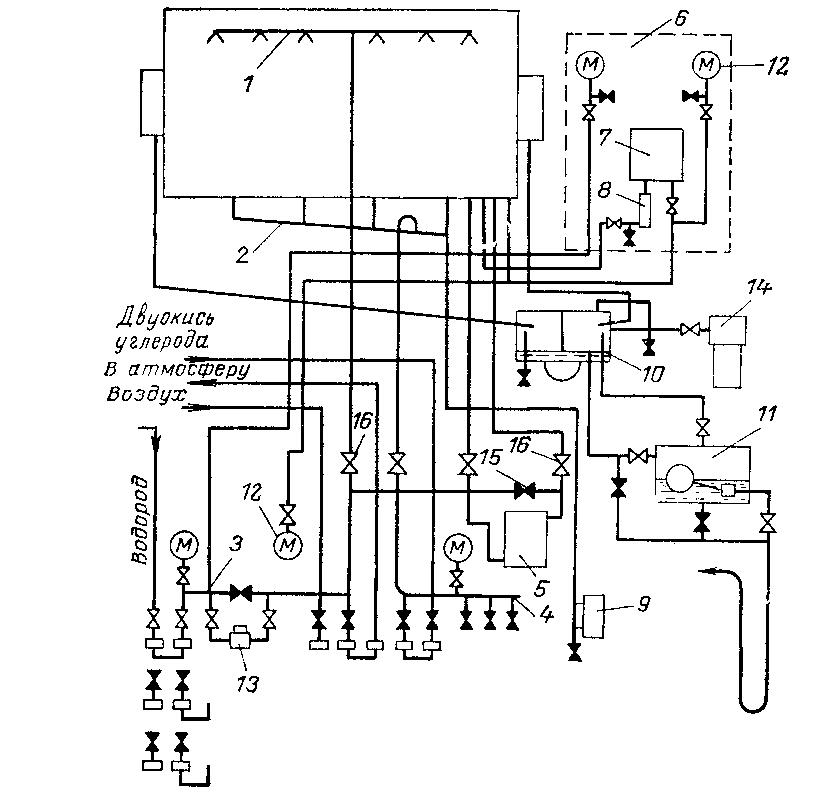 1
6
М
М
12
7
8
2
Двуокись
углерода
В атмосферу
Воздух
14
10
16
15
16
11
Водород
12
М
М
3
М
5
4
9
13